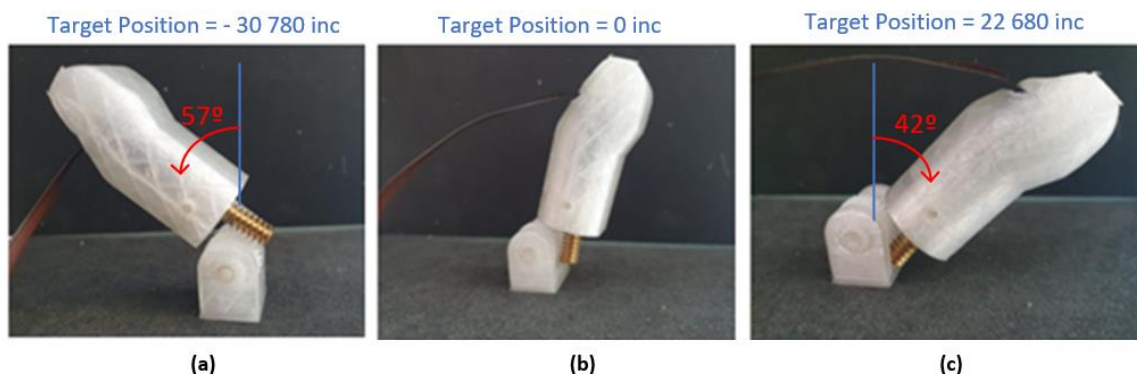 Target Position = - 30 780 inc
Target Position = 0 inc
Target Position = 22 680 inc
57º
42º
(a)
(b)
(c)